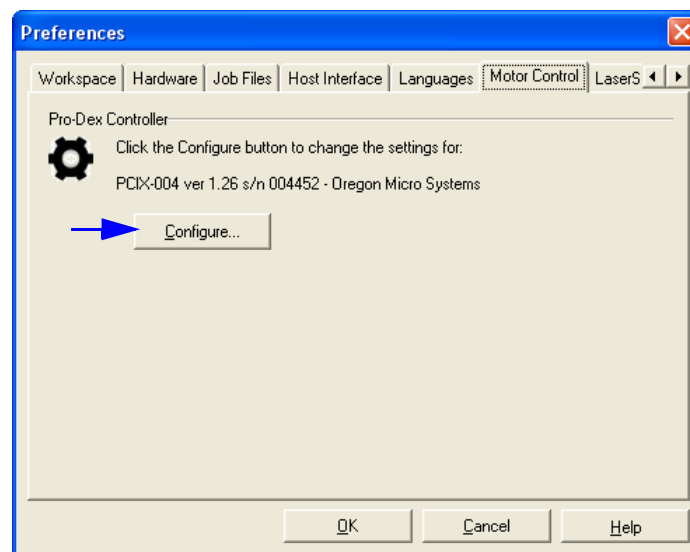 Preferences
Workspace Hardware Job Files Host Interface Languages Motor Control LaserS
Pro-Dex Controller
Click the Configure button to change the settings for:
PCIX-004 ver 1.26 s/n 004452 - Oregon Micro Systems
Configure...
OK Cancel Help